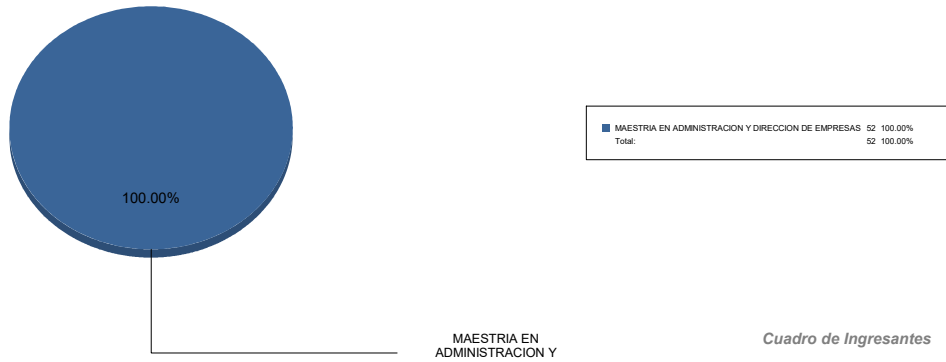 100.00%
MAESTRIA EN ADMINISTRACION Y DIRECCION DE EMPRESAS 52 100.00%
Total: 52 100.00%
MAESTRIA EN
ADMINISTRACION Y
Cuadro de Ingresantes